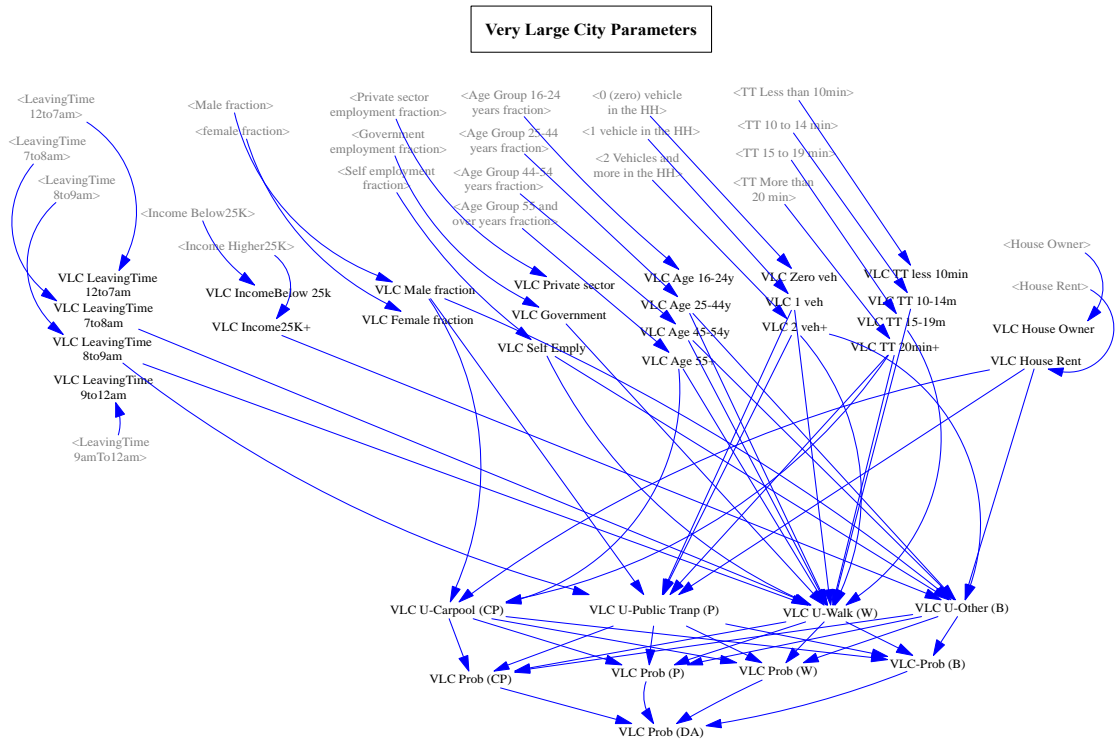 Very Large City Parameters
<LeavingTime
12to7am>
<LeavingTime
7to8am>
<LeavingTime
8to9am>
<Male fraction>
<female fraction>
<Income Below25K>
<Income Higher25K>
<Private sector
employment fraction>
<Government
employment fraction>
<Self employment
fraction>
<Age Group 16-24
years fraction>
<Age Group 25-44
years fraction>
<Age Group 44-54
years fraction>
<Age Group 55 and
over years fraction>
<0 (zero) vehicle
in the HH>
<1 vehicle in the HH>
<2 Vehicles and
more in the HH>
<TT Less than 10min>
<TT 10 to 14 min>
<TT 15 to 19 min>
<TT More than
20 min>
<House Owner>
<House Rent>
VLC LeavingTime
12to7am
VLC LeavingTime
7to8am
VLC LeavingTime
8to9am
VLC LeavingTime
9to12am
<LeavingTime
9amTo12am>
VLC IncomeBelow 25k
VLC Income25K+
VLC Male fraction
VLC Female fraction
VLC Private sector
VLC Government
VLC Self Emply
VLC Age 16-24y
VLC Age 25-44y
VLC Age 45-54y
VLC Age 55+
VLC Zero veh
VLC 1 veh
VLC 2 veh+
VLC TT less 10min
VLC TT 10-14m
VLC TT 15-19m
VLC TT 20min+
VLC House Owner
VLC House Rent
VLC U-Carpool (CP)
VLC U-Public Tranp (P)
VLC U-Walk (W)
VLC U-Other (B)
VLC Prob (CP)
VLC Prob (P)
VLC Prob (W)
VLC-Prob (B)
VLC Prob (DA)